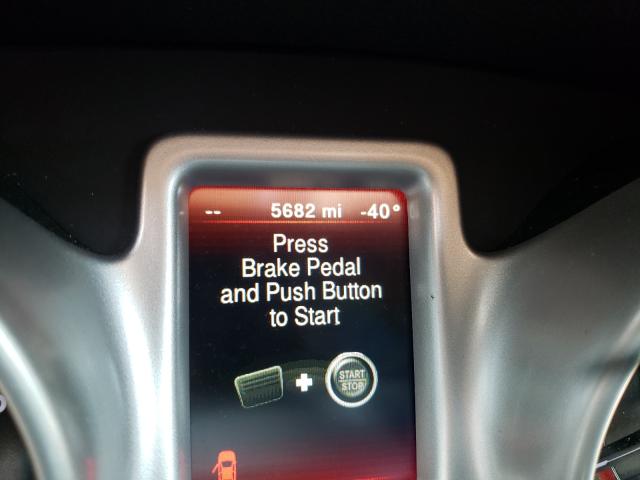 -- 5682 mi -40°
Press
Brake Pedal
and Push Button
to Start
START
STOP